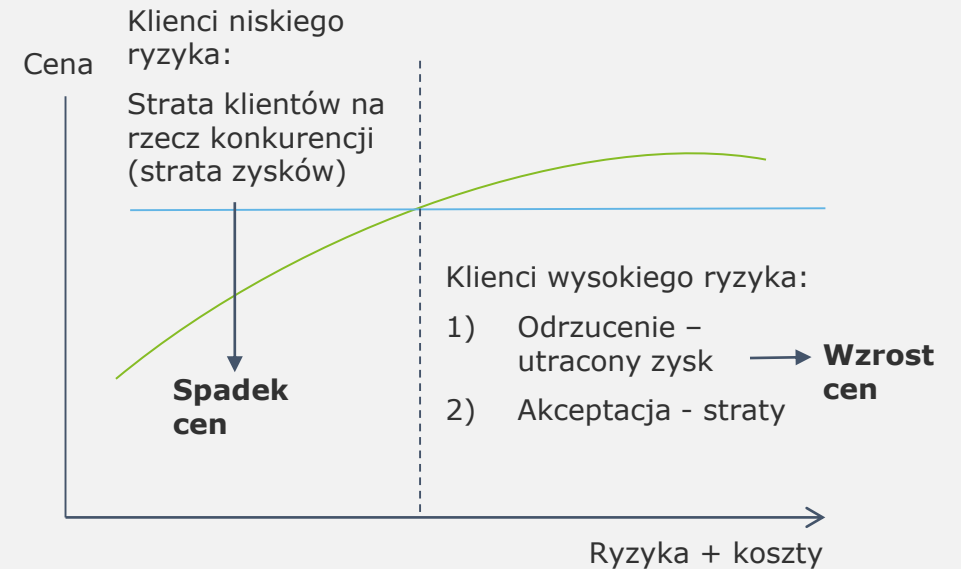 Cena
Klienci niskiego
ryzyka:
Strata klientów na
rzecz konkurencji
(strata zysków)
Spadek
cen
Klienci wysokiego ryzyka:
1) Odrzucenie –
utracony zysk
2) Akceptacja - straty
Wzrost
cen
Ryzyka + koszty